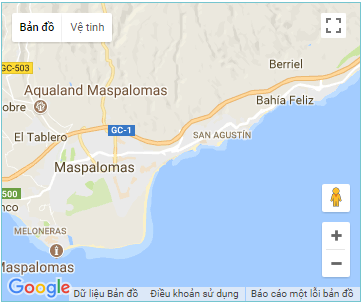 Bản đồ Vệ tinh
GC-503
Berriel
Aqualand Maspalomas
Bahía Feliz
obre
GC-1
SAN AGUSTÍN
El Tablero
Maspalomas
500
nco
MELONERAS
Maspalomas
Google Dữ liệu Bản đồ Điều khoản sử dụng Báo cáo một lỗi bản đồ